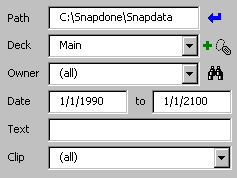 Path C:\Snapdone\Snapdata
Deck Main
Owner (all)
Date 1/1/1990 to 1/1/2100
Text
Clip (all)